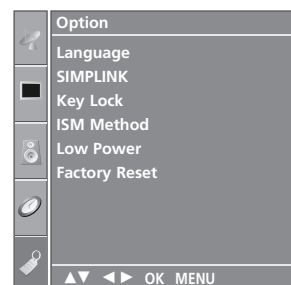 Option
Language
SIMPLINK
Key Lock
ISM Method
Low Power
Factory Reset
▲▼ ◄► OK MENU